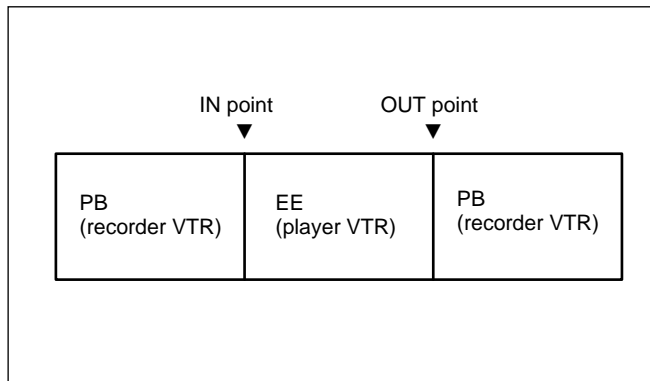 IN point
OUT point
PB
(recorder VTR)
EE
(player VTR)
PB
(recorder VTR)